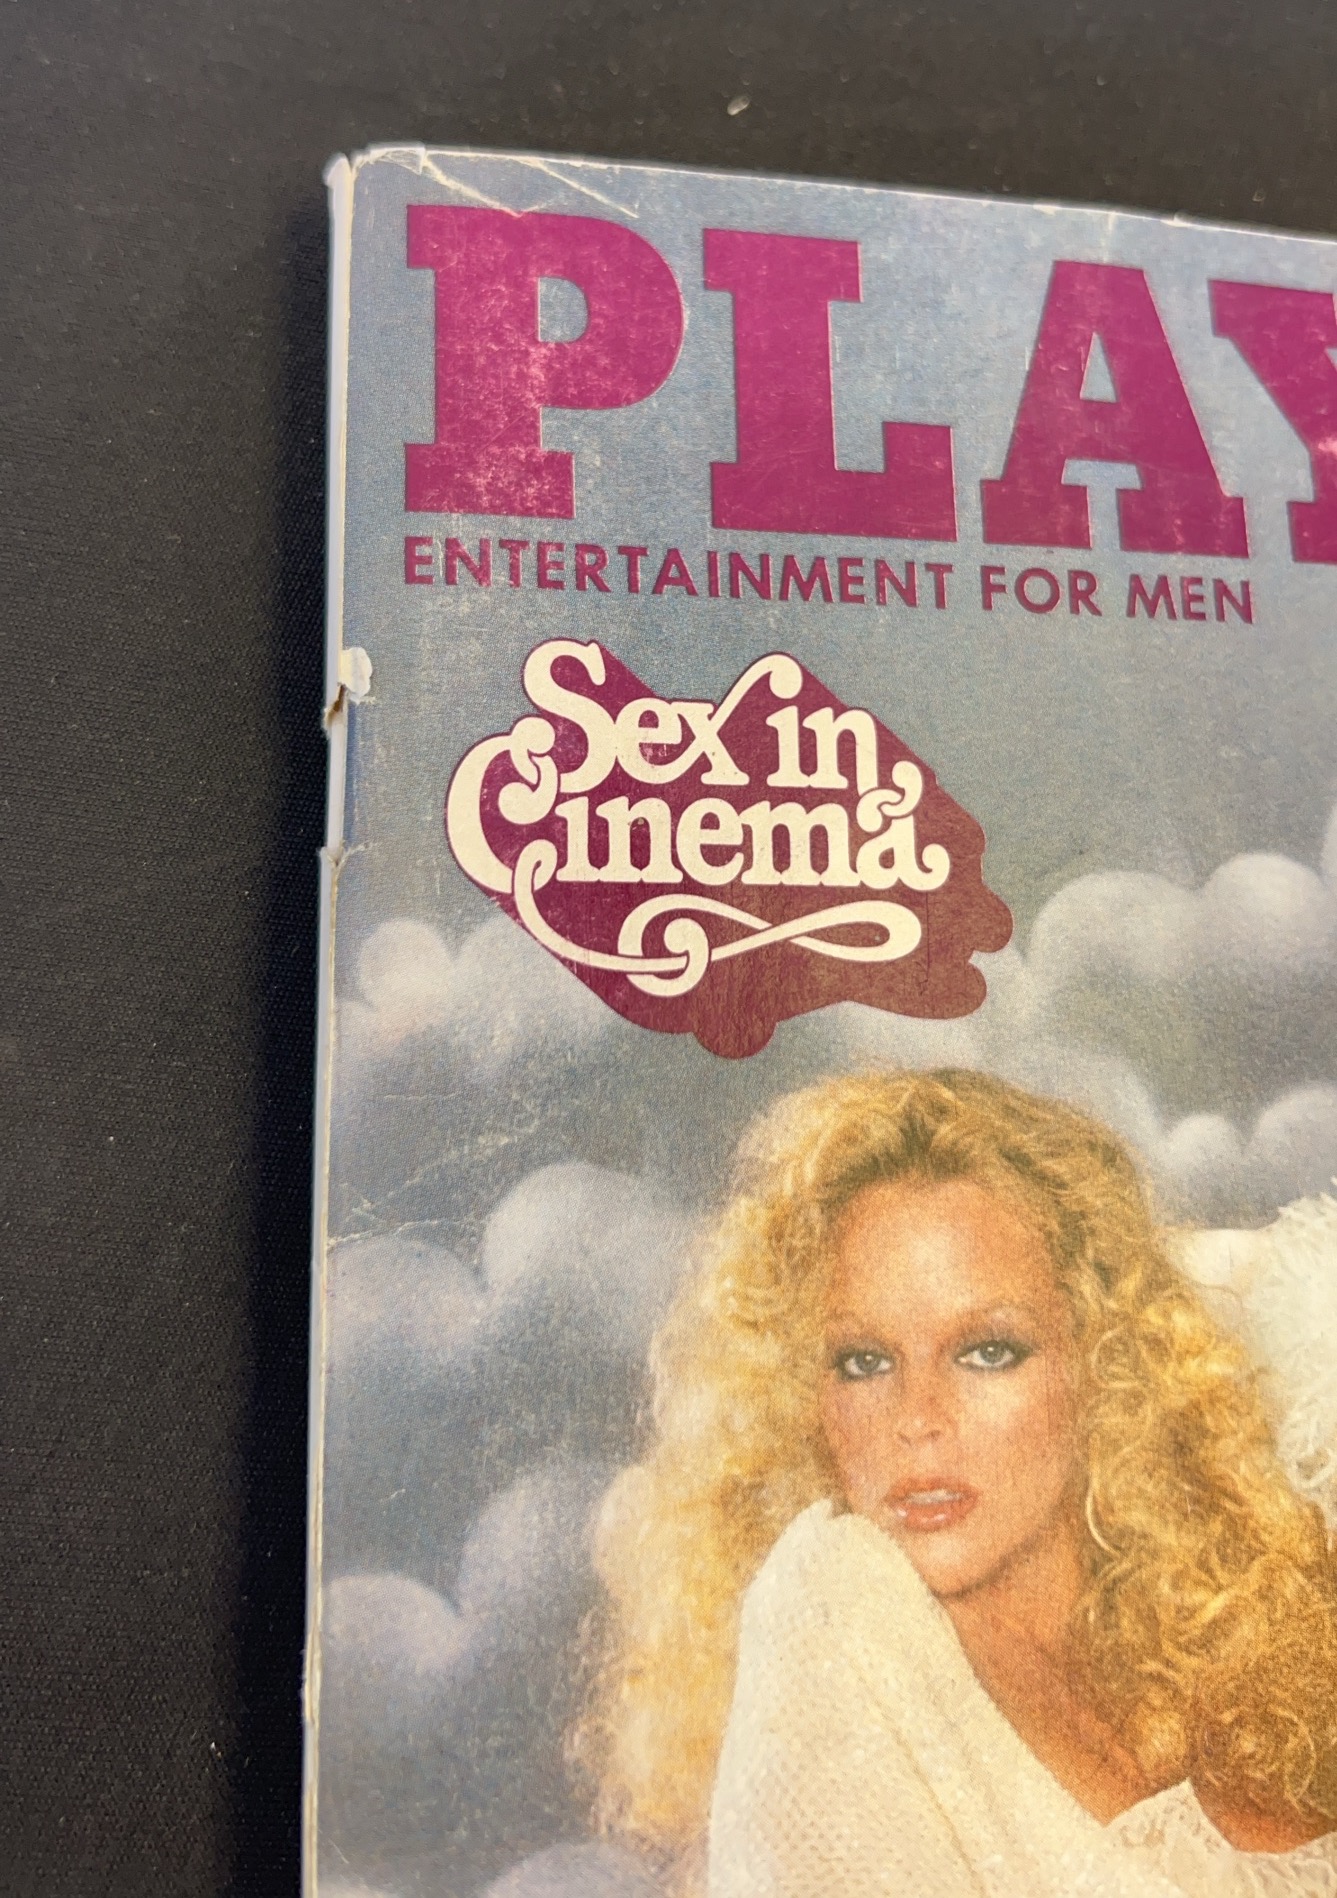 PLAY
ENTERTAINMENT FOR MEN
Sex in
Cinema